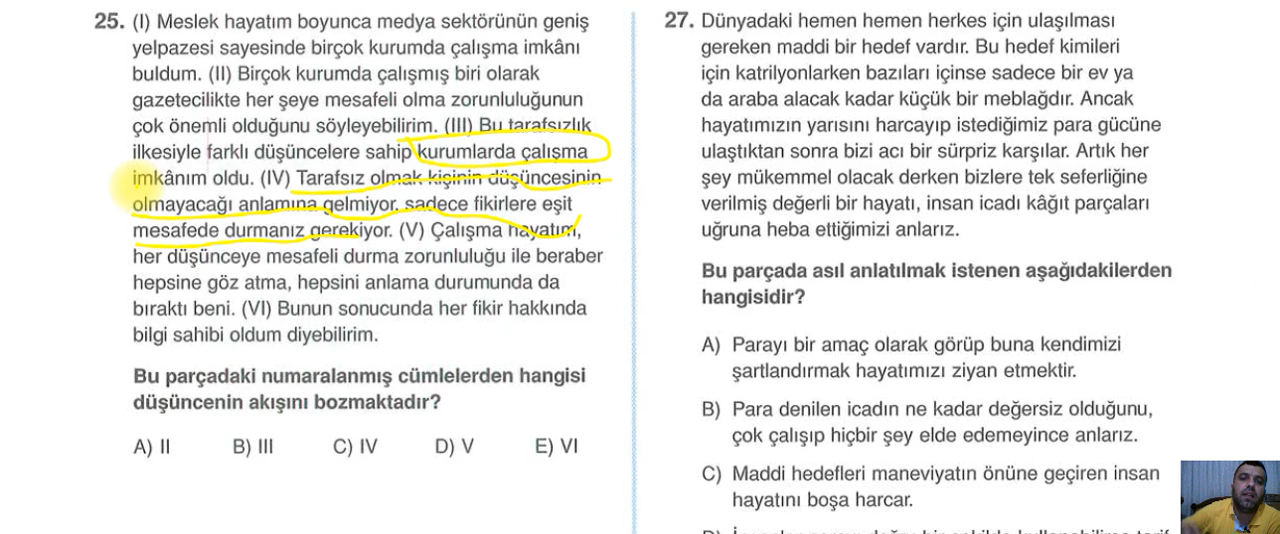 25. (I) Meslek hayatım boyunca medya sektörünün geniş
yelpazesi sayesinde birçok kurumda çalışma imkânı
buldum. (II) Birçok kurumda çalışmış biri olarak
gazetecilikte her şeye mesafeli olma zorunluluğunun
çok önemli olduğunu söyleyebilirim. (III) Bu tarafsızlık
ilkesiyle farklı düşüncelere sahip kurumlarda çalışma
imkânım oldu. (IV) Tarafsız olmak kişinin düşüncesinin
olmayacağı anlamına gelmiyor, sadece fikirlere eşit
mesafede durmanız gerekiyor. (V) Çalışma hayatım,
her düşünceye mesafeli durma zorunluluğu ile beraber
hepsine göz atma, hepsini anlama durumunda da
bıraktı beni. (VI) Bunun sonucunda her fikir hakkında
bilgi sahibi oldum diyebilirim.
Bu parçadaki numaralanmış cümlelerden hangisi
düşüncenin akışını bozmaktadır?
A) II B) III C) IV D) V E) VI
27. Dünyadaki hemen hemen herkes için ulaşılması
gereken maddi bir hedef vardır. Bu hedef kimileri
için katrilyonlarken bazıları içinse sadece bir ev ya
da araba alacak kadar küçük bir meblağdır. Ancak
hayatımızın yarısını harcayıp istediğimiz para gücüne
ulaştıktan sonra bizi acı bir sürpriz karşılar. Artık her
şey mükemmel olacak derken bizlere tek seferliğine
verilmiş değerli bir hayatı, insan icadı kâğıt parçaları
uğruna heba ettiğimizi anlarız.
Bu parçada asıl anlatılmak istenen aşağıdakilerden
hangisidir?
A) Parayı bir amaç olarak görüp buna kendimizi
şartlandırmak hayatımızı ziyan etmektir.
B) Para denilen icadın ne kadar değersiz olduğunu,
çok çalışıp hiçbir şey elde edemeyince anlarız.
C) Maddi hedefleri maneviyatın önüne geçiren insan
hayatını boşa harcar.